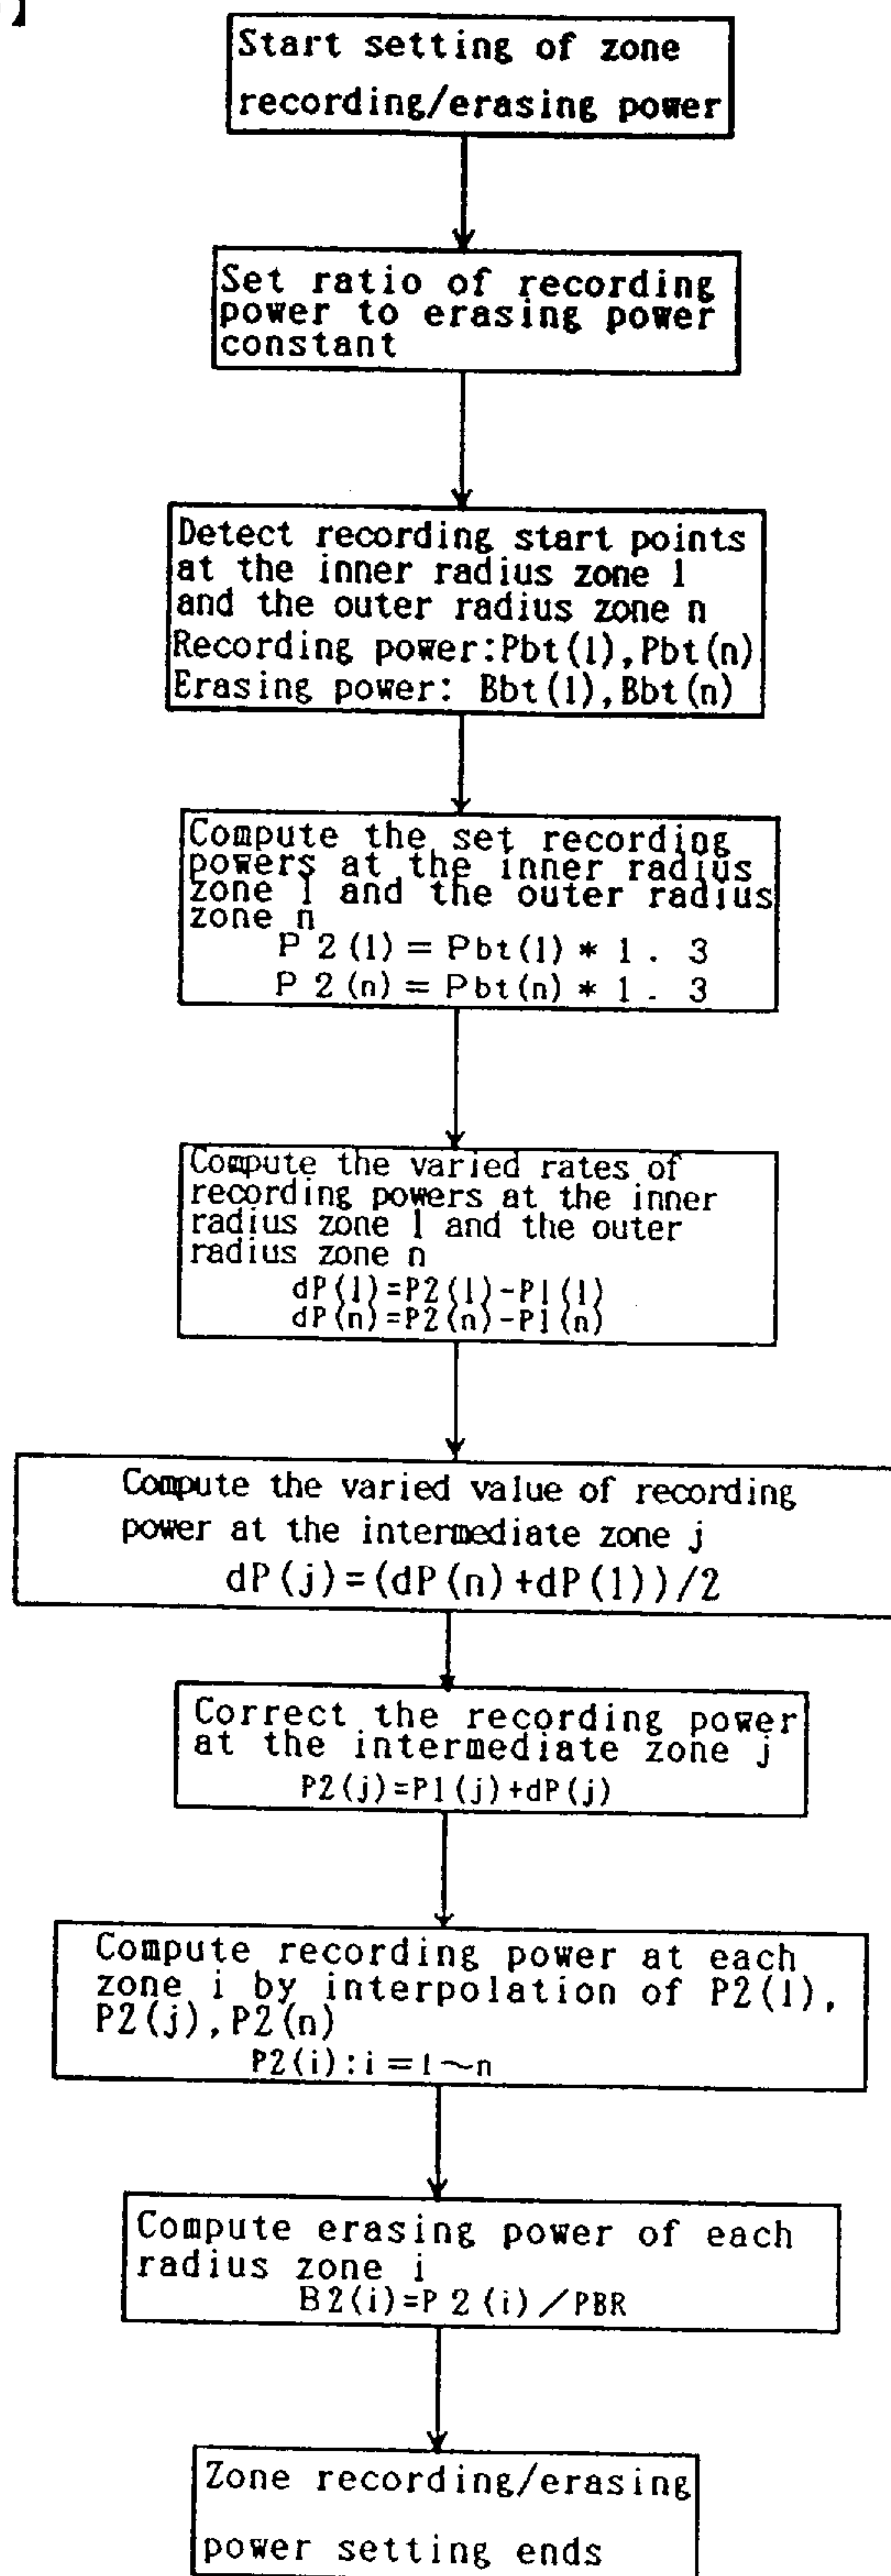 】
Start setting of zone
recording/erasing power
Set ratio of recording
power to erasing power
constant
Detect recording start points
at the inner radius zone 1
and the outer radius zone n
Recording power:Pbt(1),Pbt(n)
Erasing power: Bbt(1),Bbt(n)
Compute the set recording
powers at the inner radius
zone 1 and the outer radius
zone n
P2(1)=Pbt(1)*1.3
P2(n)=Pbt(n)*1.3
Compute the varied rates of
recording powers at the inner
radius zone 1 and the outer
radius zone n
dP(1)=P2(1)-P1(1)
dP(n)=P2(n)-P1(n)
Compute the varied value of recording
power at the intermediate zone j
dP(j)=(dP(n)+dP(1))/2
Correct the recording power
at the intermediate zone j
P2(j)=P1(j)+dP(j)
Compute recording power at each
zone i by interpolation of P2(1),
P2(j),P2(n)
P2(i):i=1~n
Compute erasing power of each
radius zone i
B2(i)=P2(i)/PBR
Zone recording/erasing
power setting ends